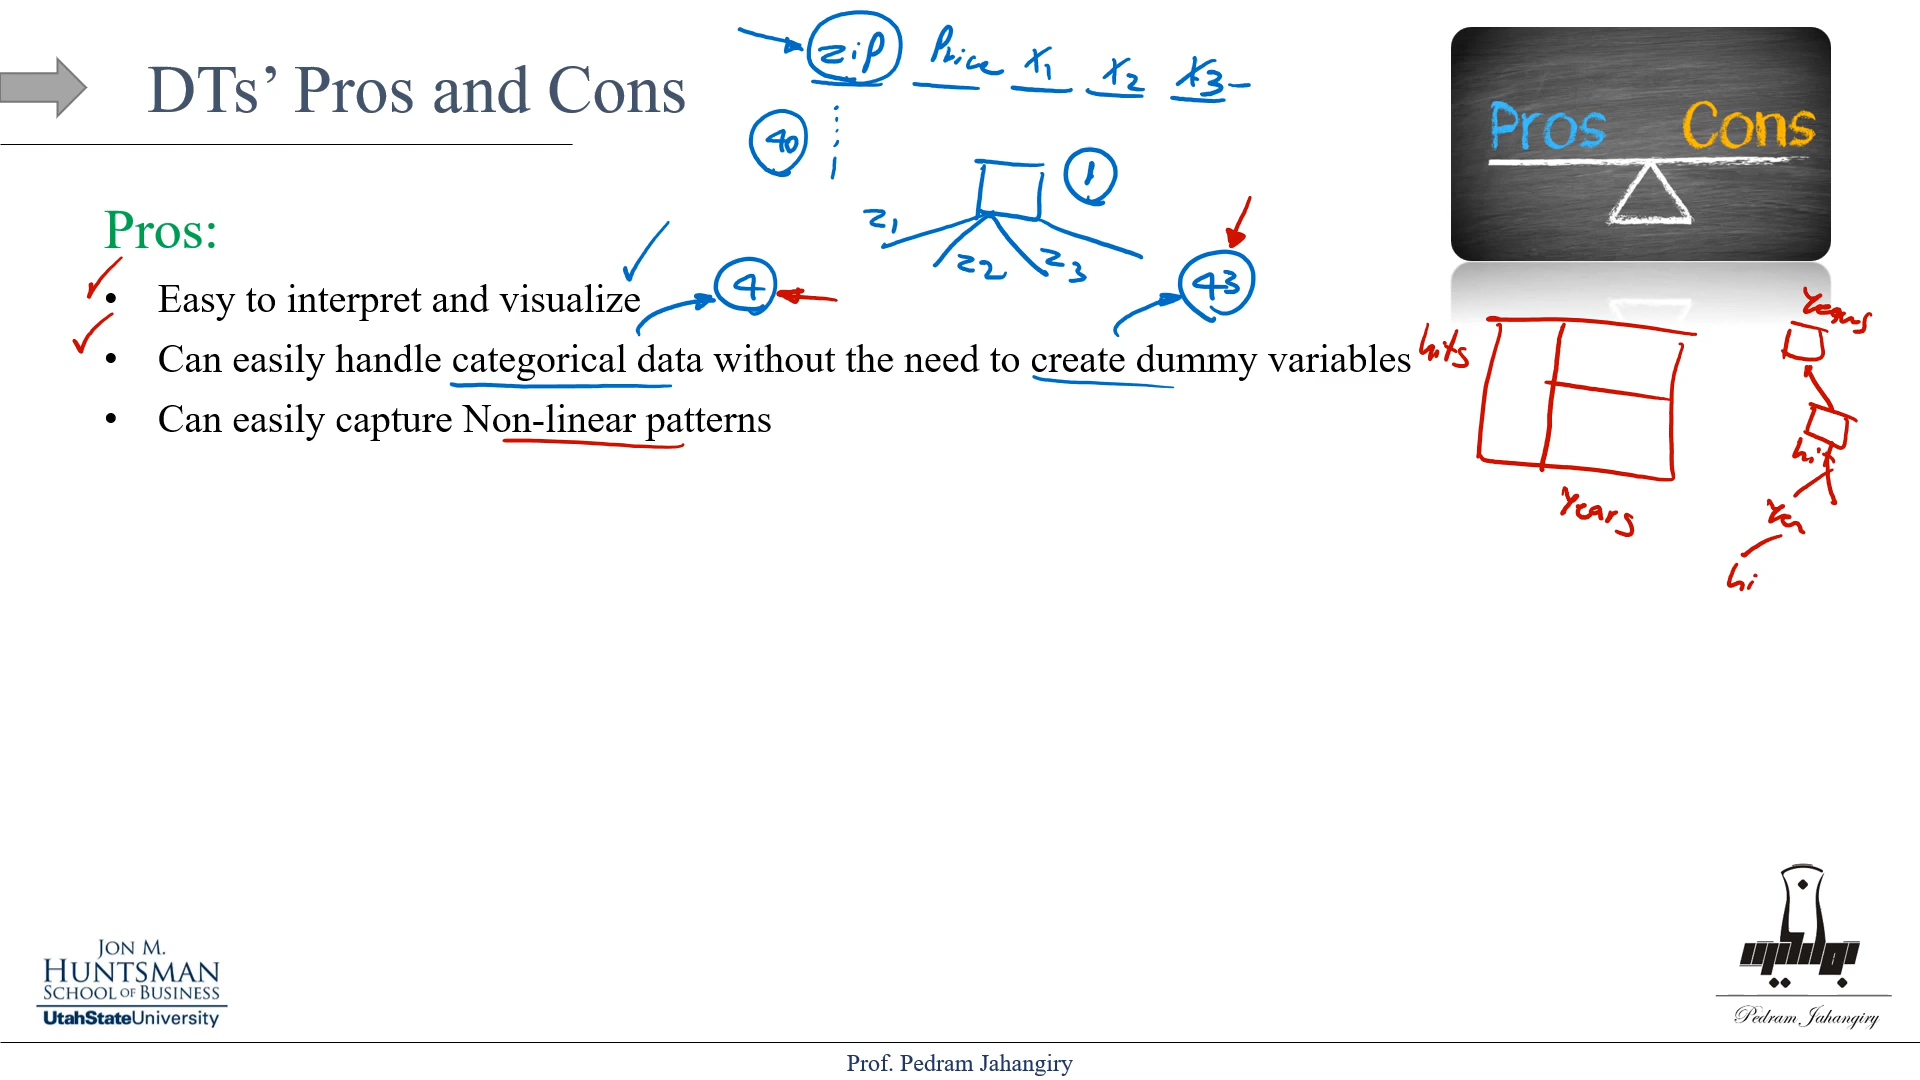 zip Price X1 X2 X3
DTs’ Pros and Cons
Pros Cons
40
1
Pros:
z1 z2 z3
• Easy to interpret and visualize
4 43
Years
hits
• Can easily handle categorical data without the need to create dummy variables
• Can easily capture Non-linear patterns
hit
Years
hi
JON M.
HUNTSMAN
SCHOOL OF BUSINESS
UtahStateUniversity
Pedram Jahangiry
Prof. Pedram Jahangiry